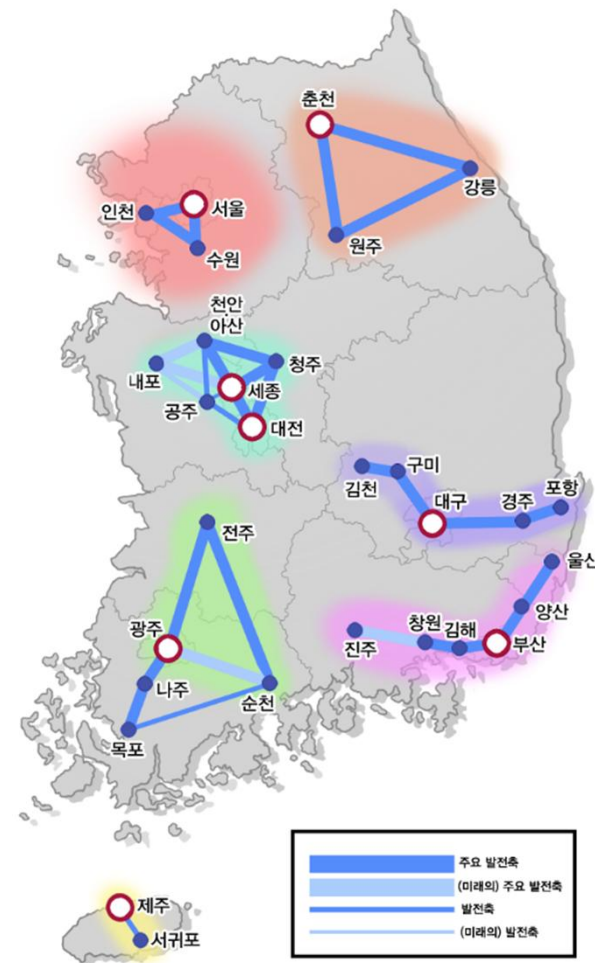 춘천
강릉
원주
인천
서울
수원
천안
아산
내포
청주
세종
공주
대전
김천
구미
대구
경주
포항
전주
광주
나주
순천
목포
울산
양산
진주
창원
김해
부산
제주
서귀포
주요 발전축
(미래의) 주요 발전축
발전축
(미래의) 발전축